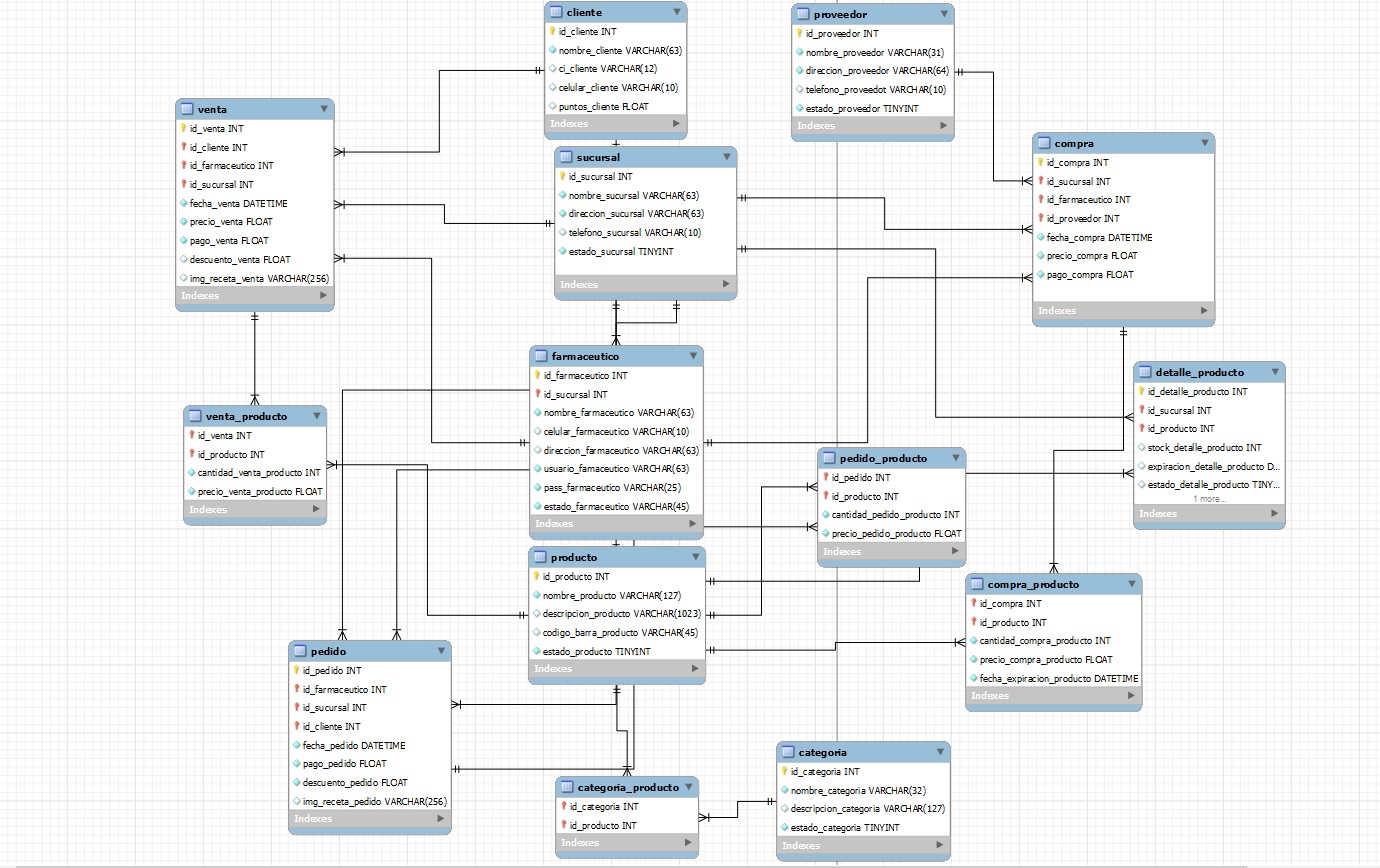 cliente
id_cliente INT
nombre_cliente VARCHAR(63)
ci_cliente VARCHAR(12)
celular_cliente VARCHAR(10)
puntos_cliente FLOAT
Indexes
proveedor
id_proveedor INT
nombre_proveedor VARCHAR(31)
direccion_proveedor VARCHAR(64)
telefono_proveedot VARCHAR(10)
estado_proveedor TINYINT
Indexes
venta
id_venta INT
id_cliente INT
id_farmaceutico INT
id_sucursal INT
fecha_venta DATETIME
precio_venta FLOAT
pago_venta FLOAT
descuento_venta FLOAT
img_receta_venta VARCHAR(256)
Indexes
sucursal
id_sucursal INT
nombre_sucursal VARCHAR(63)
direccion_sucursal VARCHAR(63)
telefono_sucursal VARCHAR(10)
estado_sucursal TINYINT
Indexes
compra
id_compra INT
id_sucursal INT
id_farmaceutico INT
id_proveedor INT
fecha_compra DATETIME
precio_compra FLOAT
pago_compra FLOAT
Indexes
farmaceutico
id_farmaceutico INT
id_sucursal INT
nombre_farmaceutico VARCHAR(63)
celular_farmaceutico VARCHAR(10)
direccion_farmaceutico VARCHAR(63)
usuario_famaceutico VARCHAR(63)
pass_farmaceutico VARCHAR(25)
estado_farmaceutico VARCHAR(45)
Indexes
detalle_producto
id_detalle_producto INT
id_sucursal INT
id_producto INT
stock_detalle_producto INT
expiracion_detalle_producto D...
estado_detalle_producto TINY...
1 more...
Indexes
venta_producto
id_venta INT
id_producto INT
cantidad_venta_producto INT
precio_venta_producto FLOAT
Indexes
pedido_producto
id_pedido INT
id_producto INT
cantidad_pedido_producto INT
precio_pedido_producto FLOAT
Indexes
producto
id_producto INT
nombre_producto VARCHAR(127)
descripcion_producto VARCHAR(1023)
codigo_barra_producto VARCHAR(45)
estado_producto TINYINT
Indexes
compra_producto
id_compra INT
id_producto INT
cantidad_compra_producto INT
precio_compra_producto FLOAT
fecha_expiracion_producto DATETIME
Indexes
pedido
id_pedido INT
id_farmaceutico INT
id_sucursal INT
id_cliente INT
fecha_pedido DATETIME
pago_pedido FLOAT
descuento_pedido FLOAT
img_receta_pedido VARCHAR(256)
Indexes
categoria_producto
id_categoria INT
id_producto INT
Indexes
categoria
id_categoria INT
nombre_categoria VARCHAR(32)
descripcion_categoria VARCHAR(127)
estado_categoria TINYINT
Indexes